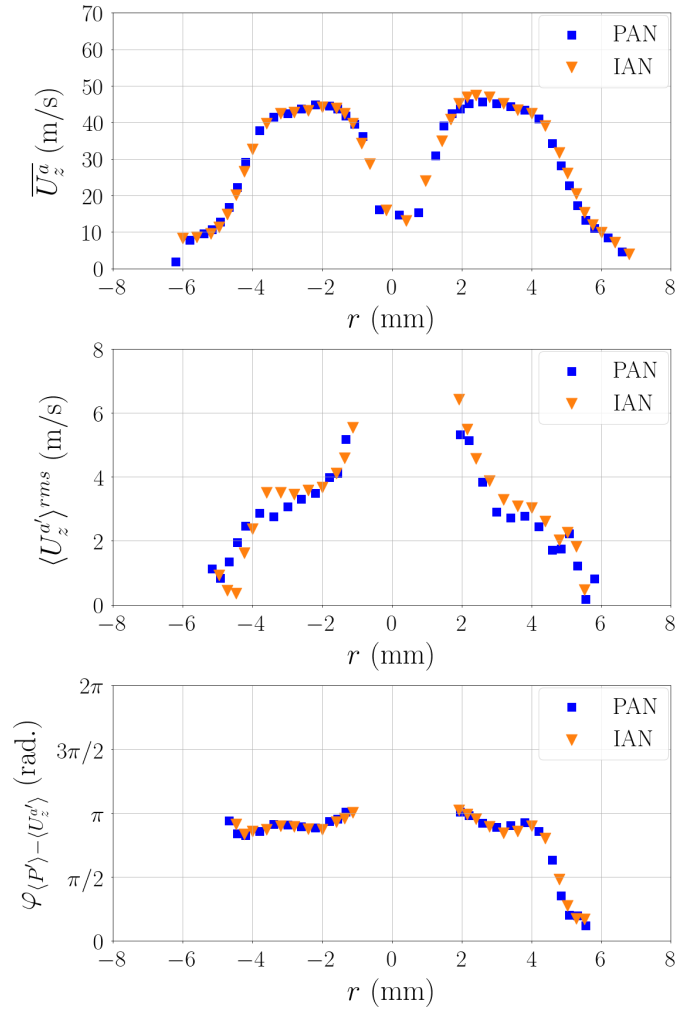 70
60
50
40
30
20
10
0
$\overline{U_z^a}$ (m/s)
PAN
IAN
−8 −6 −4 −2 0 2 4 6 8
r (mm)
8
6
4
2
0
$\langle U_z^{a\prime} \rangle^{rms}$ (m/s)
PAN
IAN
−8 −6 −4 −2 0 2 4 6 8
r (mm)
2π
3π/2
π
π/2
0
$\varphi_{\langle P' \rangle - \langle U_z^{a\prime} \rangle}$ (rad.)
PAN
IAN
−8 −6 −4 −2 0 2 4 6 8
r (mm)